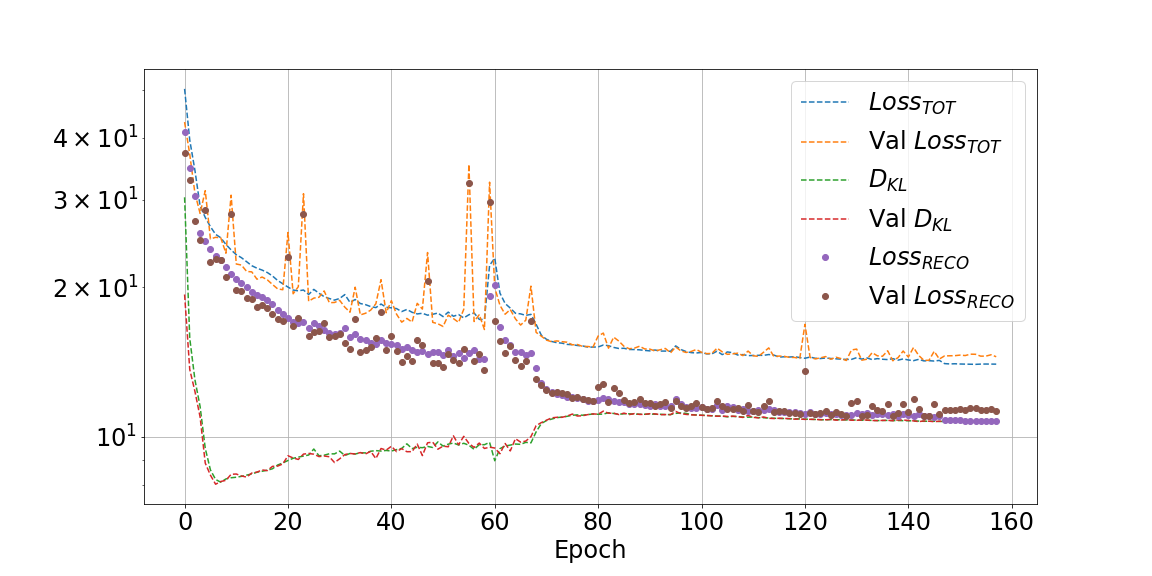 4 × 10¹
3 × 10¹
2 × 10¹
10¹
Loss_TOT
Val Loss_TOT
D_KL
Val D_KL
Loss_RECO
Val Loss_RECO
0 20 40 60 80 100 120 140 160
Epoch